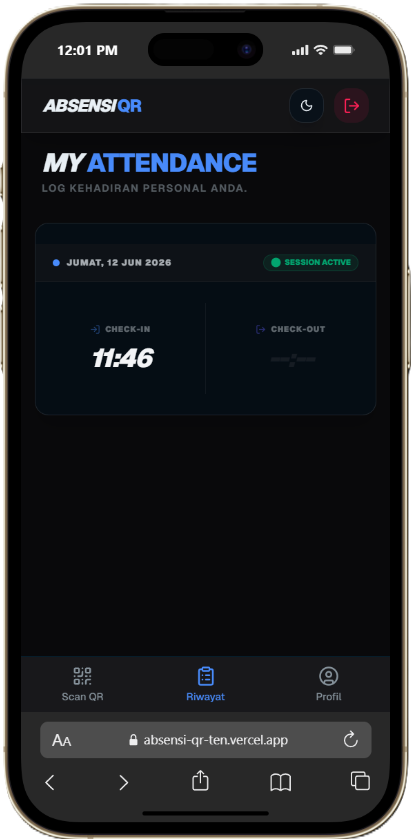 12:01 PM
ABSENSIQR
MY ATTENDANCE
LOG KEHADIRAN PERSONAL ANDA.
JUMAT, 12 JUN 2026
SESSION ACTIVE
CHECK-IN
CHECK-OUT
11:46
--:--
Scan QR
Riwayat
Profil
AA
absensi-qr-ten.vercel.app